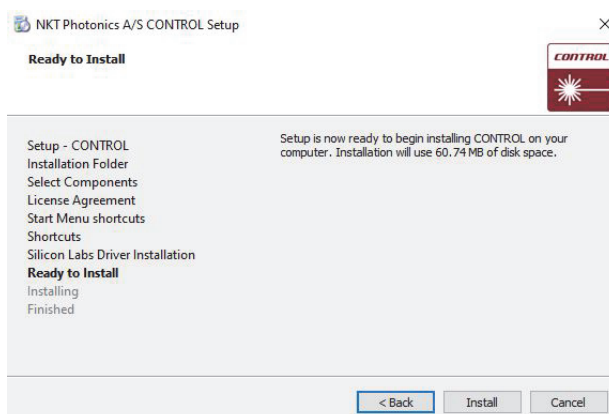 NKT Photonics A/S CONTROL Setup
Ready to Install
CONTROL
Setup - CONTROL
Installation Folder
Select Components
License Agreement
Start Menu shortcuts
Shortcuts
Silicon Labs Driver Installation
Ready to Install
Installing
Finished
Setup is now ready to begin installing CONTROL on your
computer. Installation will use 60.74 MB of disk space.
< Back
Install
Cancel